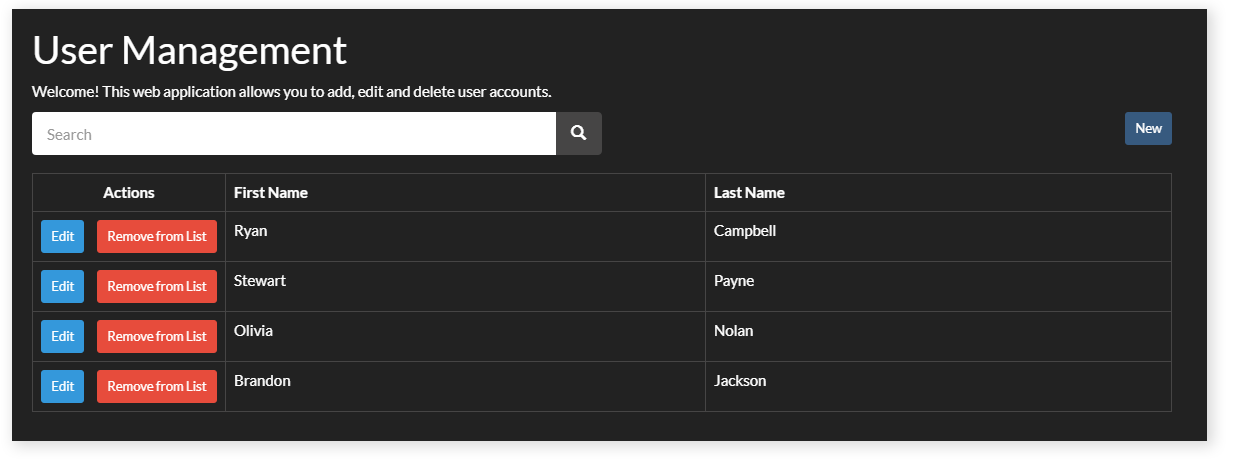 User Management
Welcome! This web application allows you to add, edit and delete user accounts.
Search
New
Actions First Name Last Name
Edit Remove from List Ryan Campbell
Edit Remove from List Stewart Payne
Edit Remove from List Olivia Nolan
Edit Remove from List Brandon Jackson